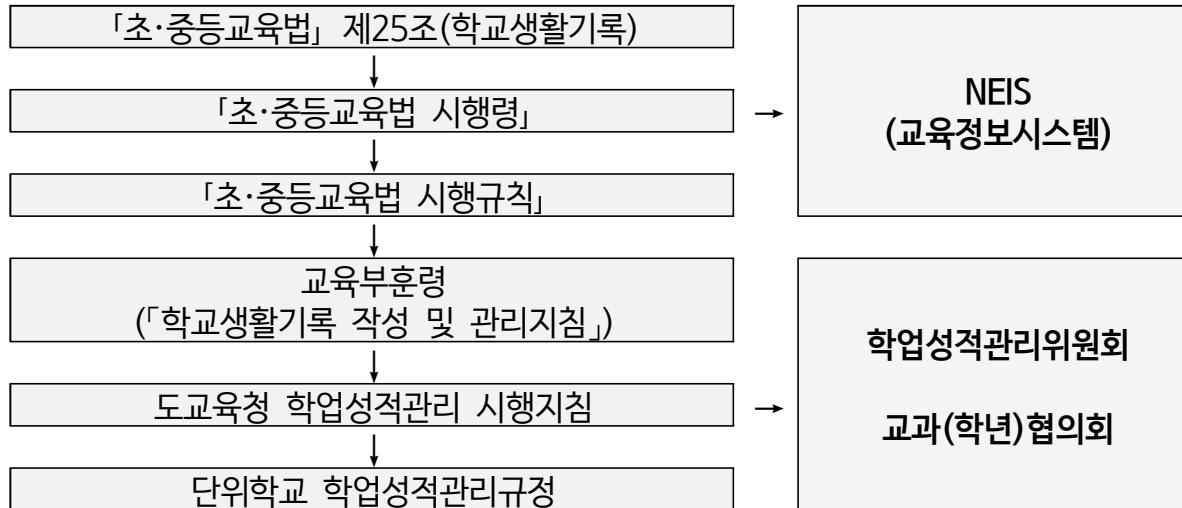 「초·중등교육법」 제25조(학교생활기록)
「초·중등교육법 시행령」
「초·중등교육법 시행규칙」
교육부훈령
(「학교생활기록 작성 및 관리지침」)
도교육청 학업성적관리 시행지침
단위학교 학업성적관리규정
NEIS
(교육정보시스템)
학업성적관리위원회
교과(학년)협의회